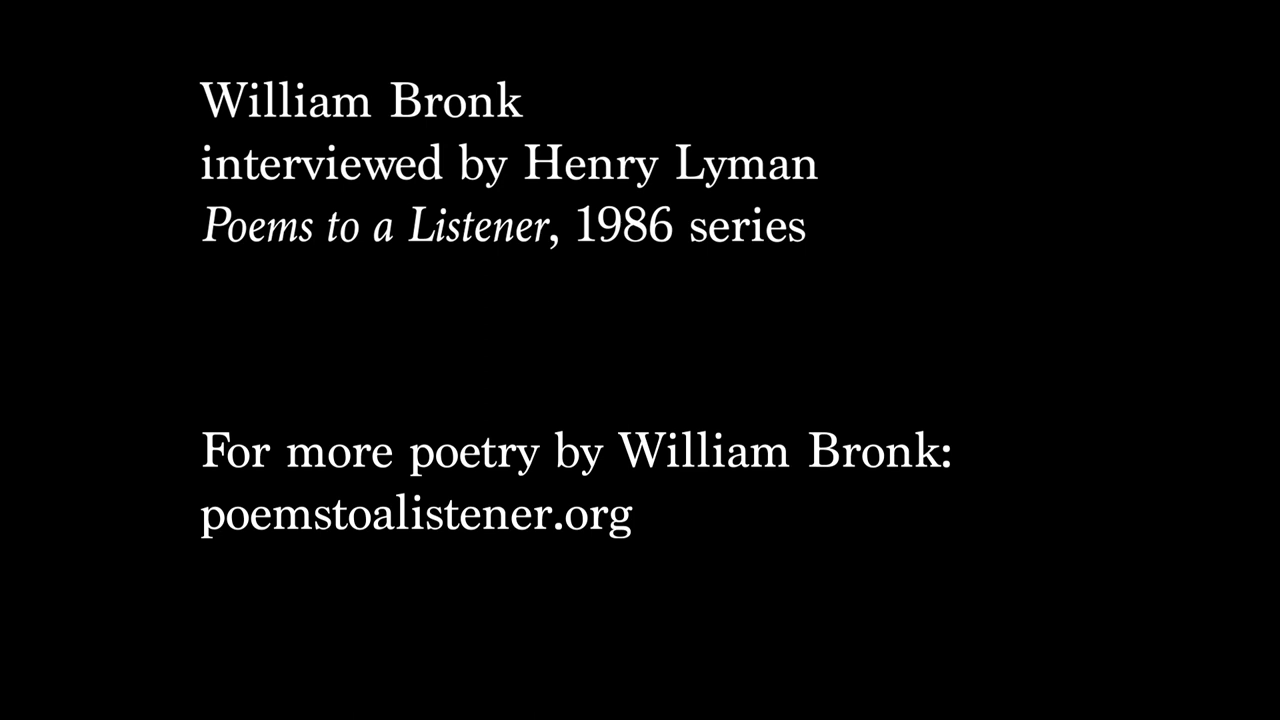 William Bronk
interviewed by Henry Lyman
Poems to a Listener, 1986 series
For more poetry by William Bronk:
poemstoalistener.org